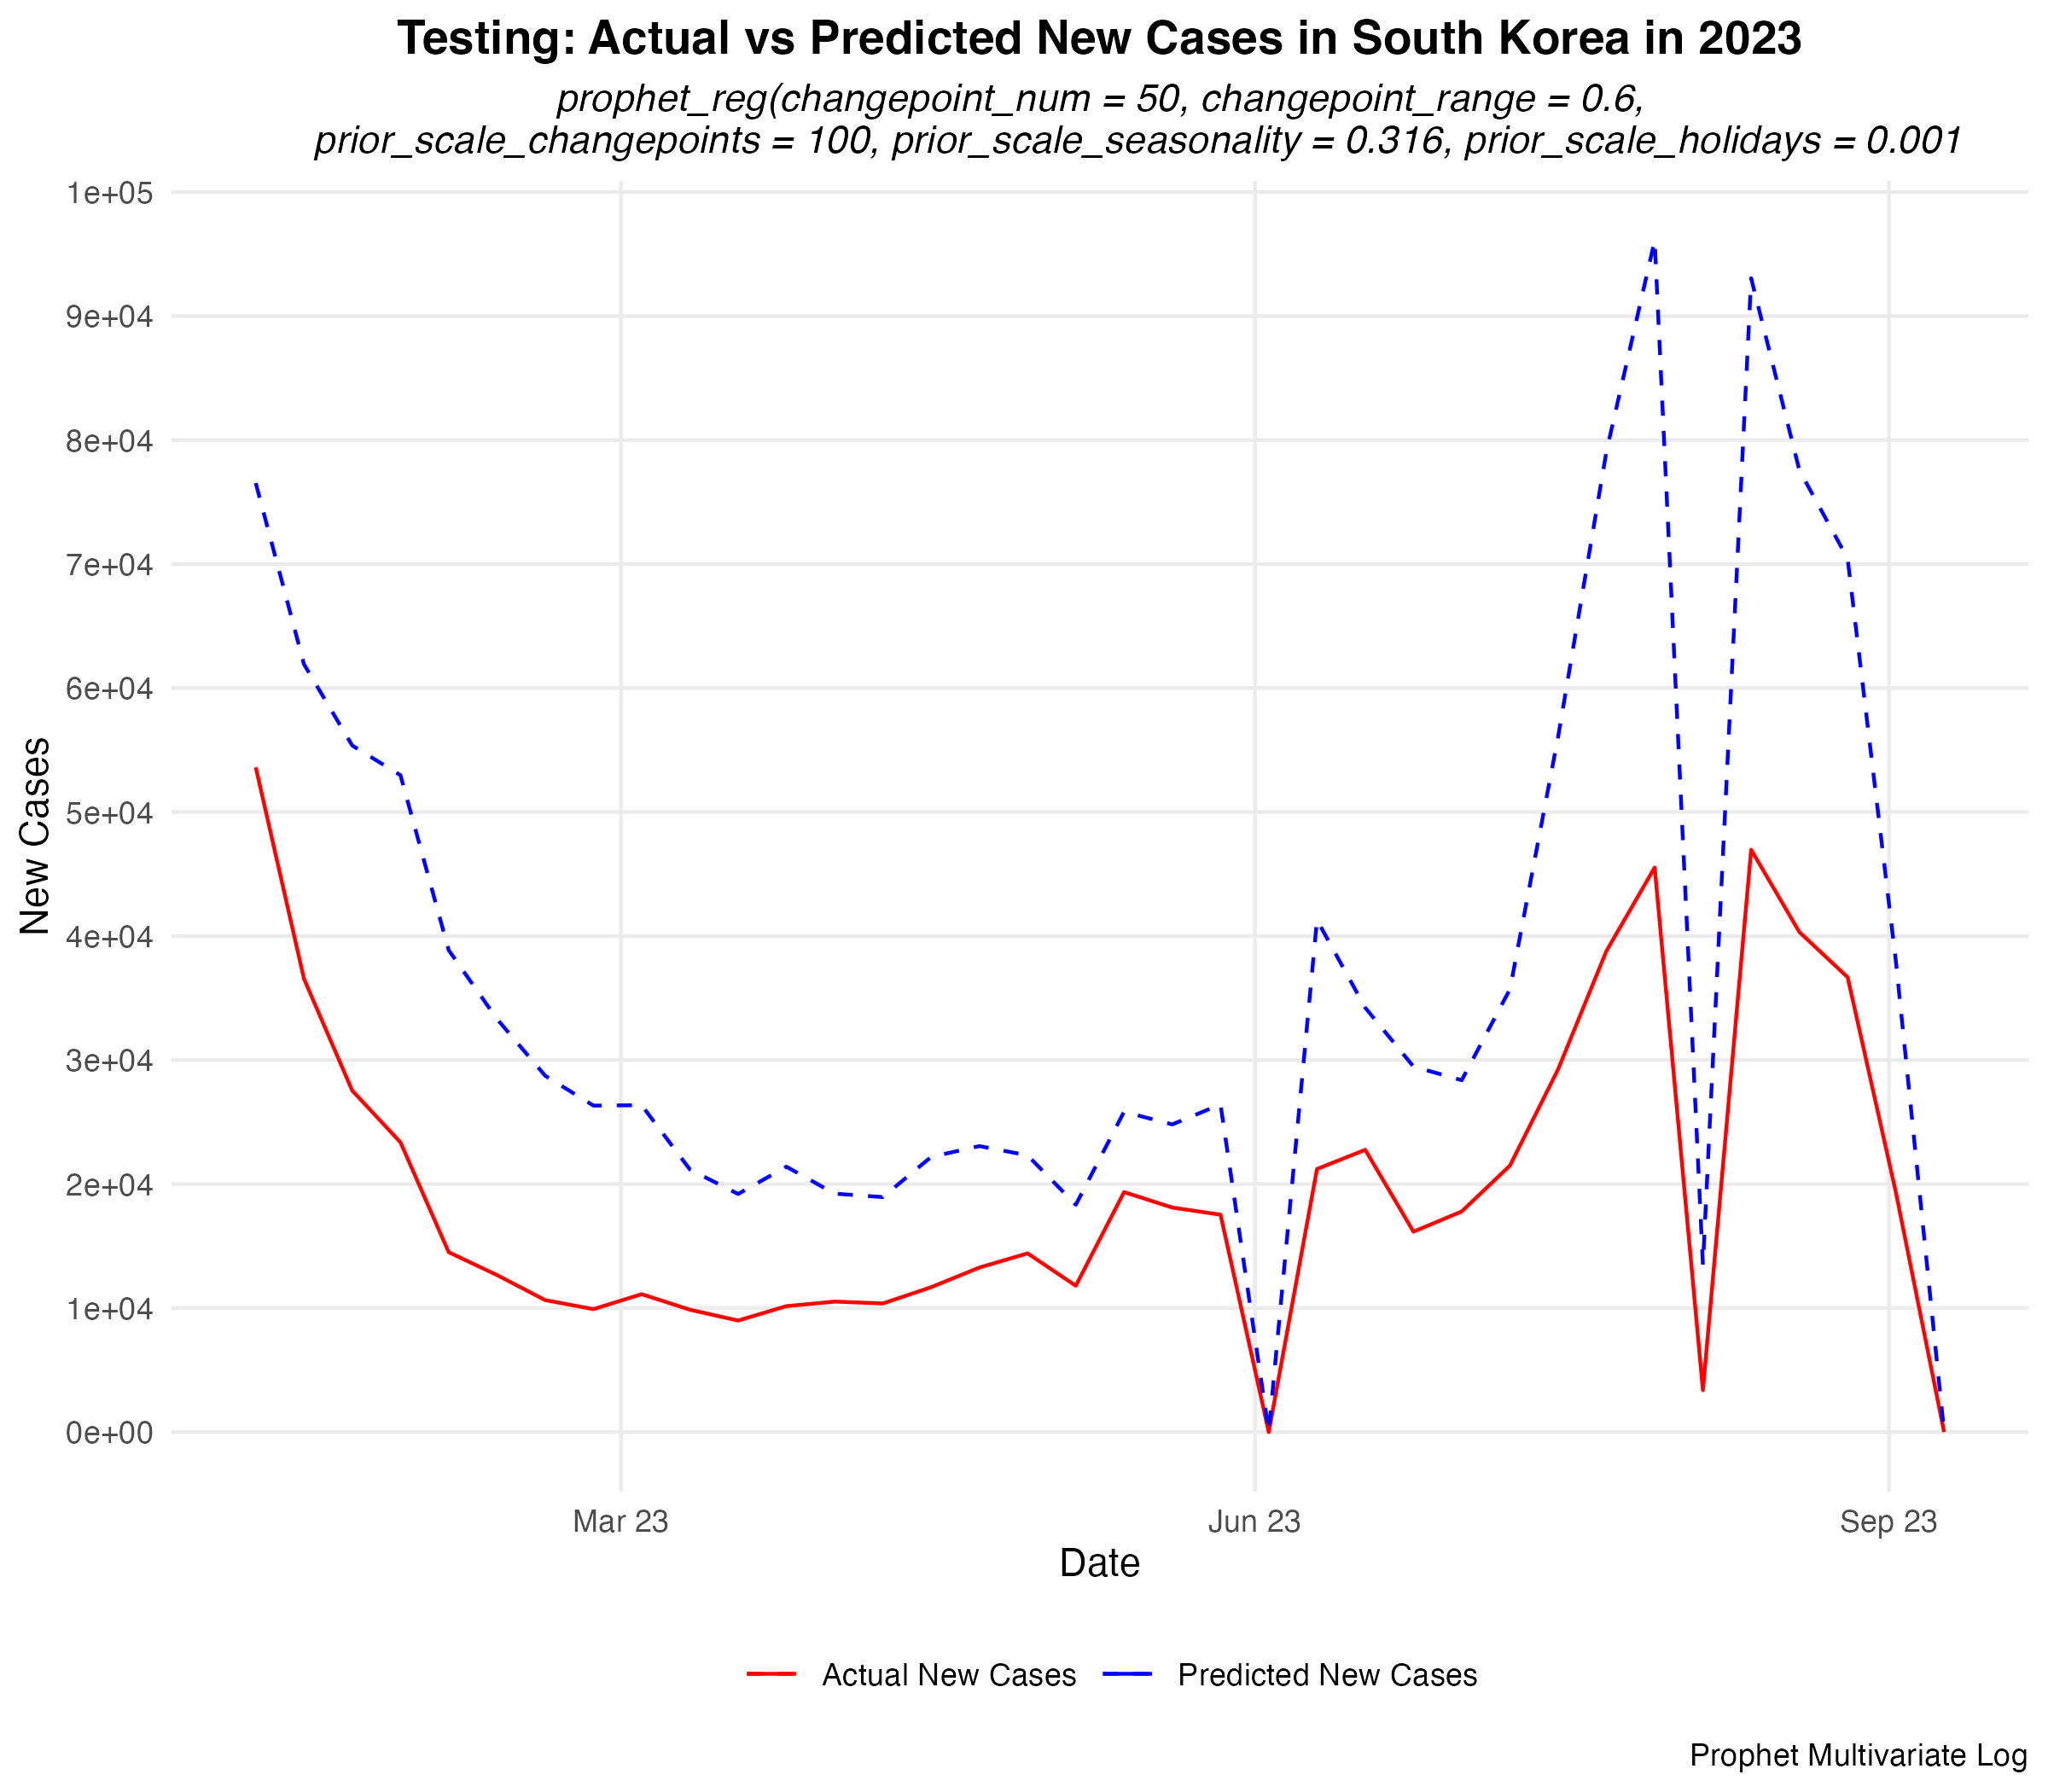 Testing: Actual vs Predicted New Cases in South Korea in 2023
prophet_reg(changepoint_num = 50, changepoint_range = 0.6,
prior_scale_changepoints = 100, prior_scale_seasonality = 0.316, prior_scale_holidays = 0.001
New Cases
1e+05
9e+04
8e+04
7e+04
6e+04
5e+04
4e+04
3e+04
2e+04
1e+04
0e+00
Mar 23
Jun 23
Sep 23
Date
Actual New Cases
Predicted New Cases
Prophet Multivariate Log